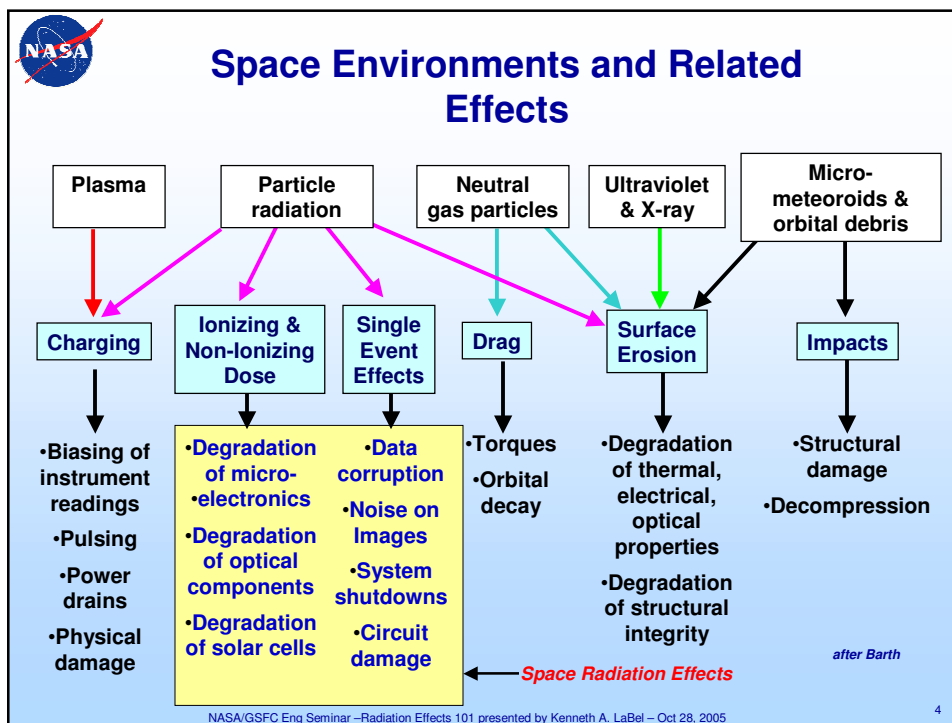 NASA
Space Environments and Related
Effects
Plasma
Particle
radiation
Neutral
gas particles
Ultraviolet
& X-ray
Micro-
meteoroids &
orbital debris
Charging
Ionizing &
Non-Ionizing
Dose
Single
Event
Effects
Drag
Surface
Erosion
Impacts
•Biasing of
instrument
readings
•Pulsing
•Power
drains
•Physical
damage
•Degradation
of micro-
•electronics
•Degradation
of optical
components
•Degradation
of solar cells
•Data
corruption
•Noise on
Images
•System
shutdowns
•Circuit
damage
•Torques
•Orbital
decay
•Degradation
of thermal,
electrical,
optical
properties
•Degradation
of structural
integrity
•Structural
damage
•Decompression
after Barth
Space Radiation Effects
NASA/GSFC Eng Seminar –Radiation Effects 101 presented by Kenneth A. LaBel – Oct 28, 2005
4